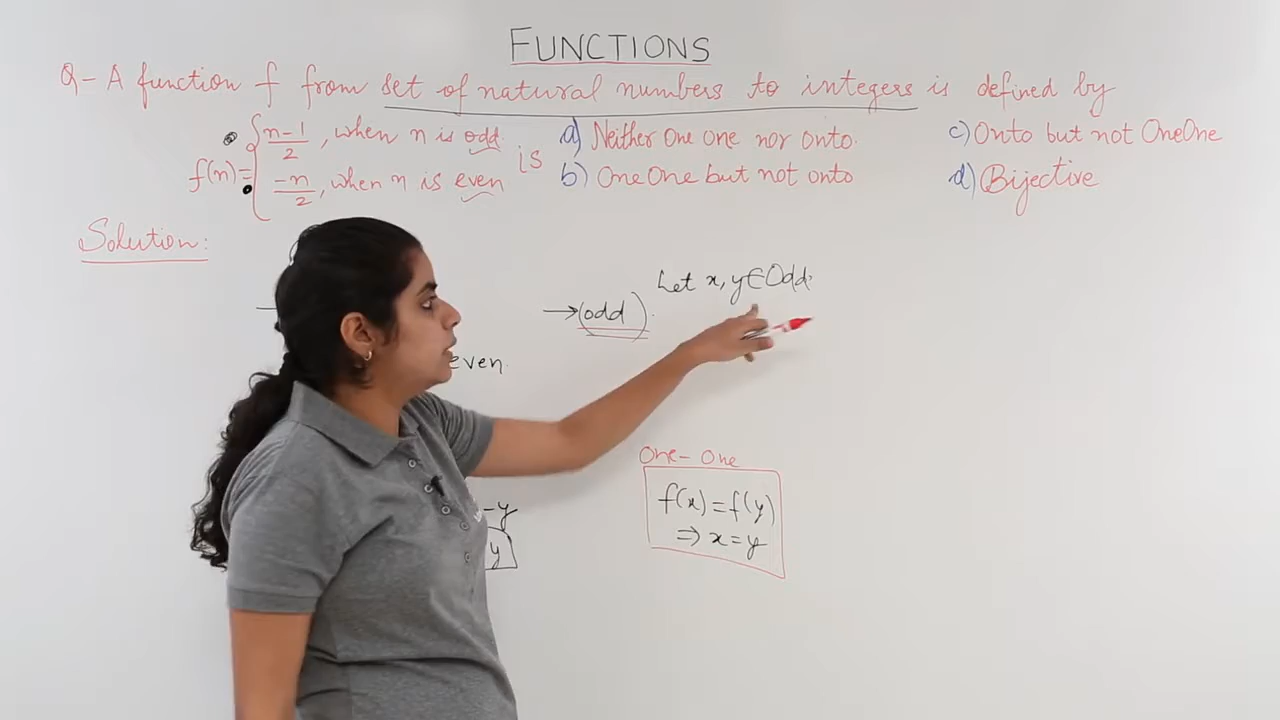 FUNCTIONS
Q- A function f from set of natural numbers to integers is defined by
f(n)= { n-1/2, when n is odd
-n/2, when n is even
is
a) Neither One one nor onto.
b) OneOne but not onto
c) Onto but not OneOne
d) Bijective
Solution:
→(odd).
Let x, y∈Odd.
even.
One-One
f(x)=f(y)
⇒ x=y
-y
y